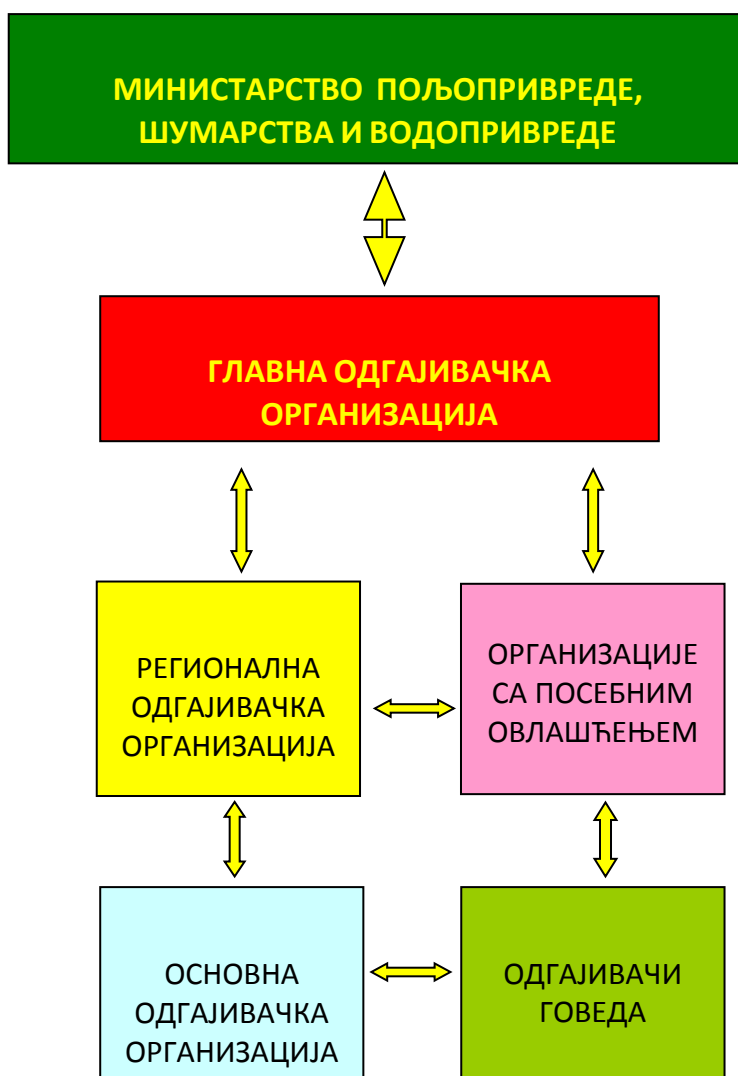 МИНИСТАРСТВО ПОЉОПРИВРЕДЕ,
ШУМАРСТВА И ВОДОПРИВРЕДЕ
ГЛАВНА ОДГАЈИВАЧКА
ОРГАНИЗАЦИЈА
РЕГИОНАЛНА
ОДГАЈИВАЧКА
ОРГАНИЗАЦИЈА
ОРГАНИЗАЦИЈЕ
СА ПОСЕБНИМ
ОВЛАШЋЕЊЕМ
ОСНОВНА
ОДГАЈИВАЧКА
ОРГАНИЗАЦИЈА
ОДГАЈИВАЧИ
ГОВЕДА